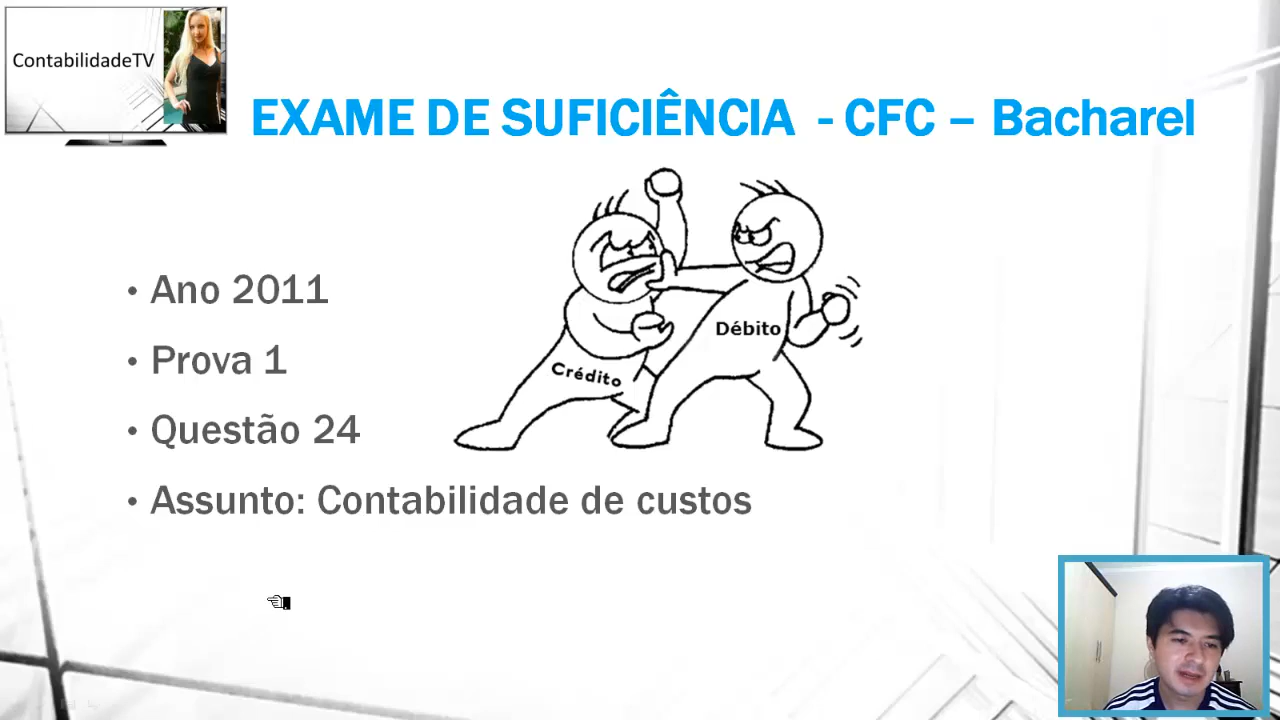 ContabilidadeTV
EXAME DE SUFICIÊNCIA - CFC – Bacharel
• Ano 2011
• Prova 1
• Questão 24
• Assunto: Contabilidade de custos
Débito
Crédito